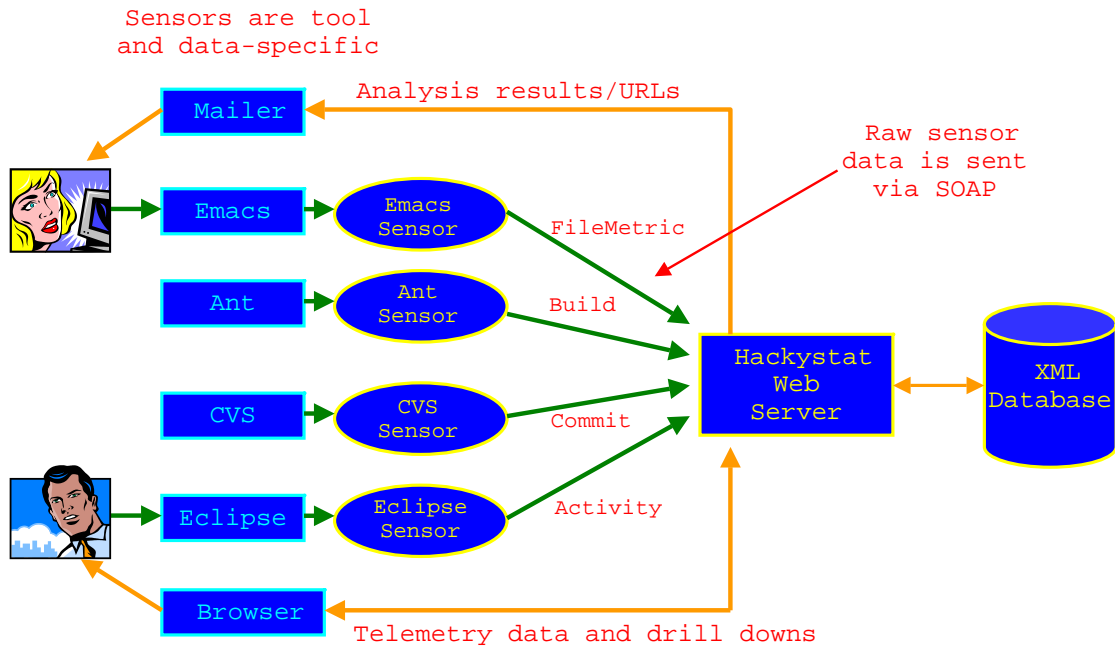 Sensors are tool
and data-specific
Analysis results/URLs
Mailer
Raw sensor
data is sent
via SOAP
Emacs
Emacs
Sensor
FileMetric
Ant
Ant
Sensor
Build
Hackystat
Web
Server
XML
Database
CVS
CVS
Sensor
Commit
Eclipse
Eclipse
Sensor
Activity
Browser
Telemetry data and drill downs